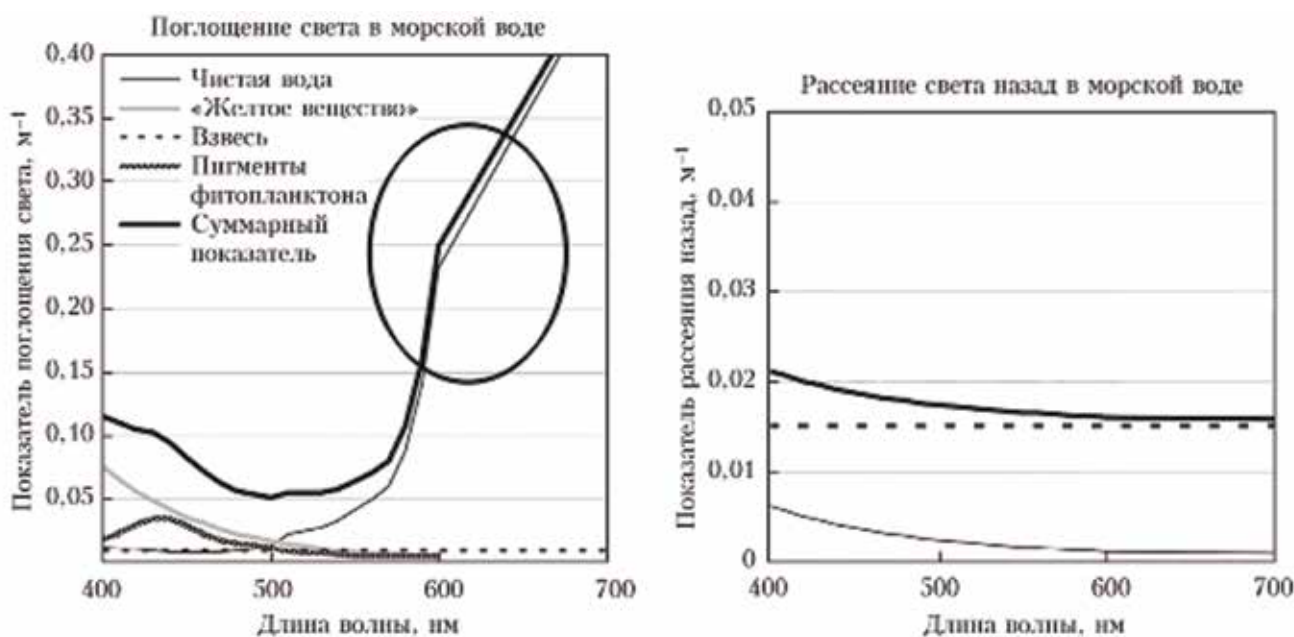 Поглощение света в морской воде
0,40
0,35
0,30
0,25
0,20
0,15
0,10
0,05
Показатель поглощения света, м⁻¹
Чистая вода
«Желтое вещество»
Взвесь
Пигменты
фитопланктона
Суммарный
показатель
400
500
600
700
Длина волны, нм
Рассеяние света назад в морской воде
0,05
0,04
0,03
0,02
0,01
0
Показатель рассеяния назад, м⁻¹
400
500
600
700
Длина волны, нм